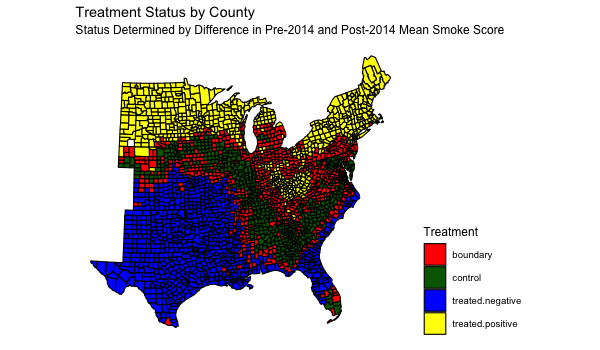 Treatment Status by County
Status Determined by Difference in Pre-2014 and Post-2014 Mean Smoke Score
Treatment
boundary
control
treated.negative
treated.positive